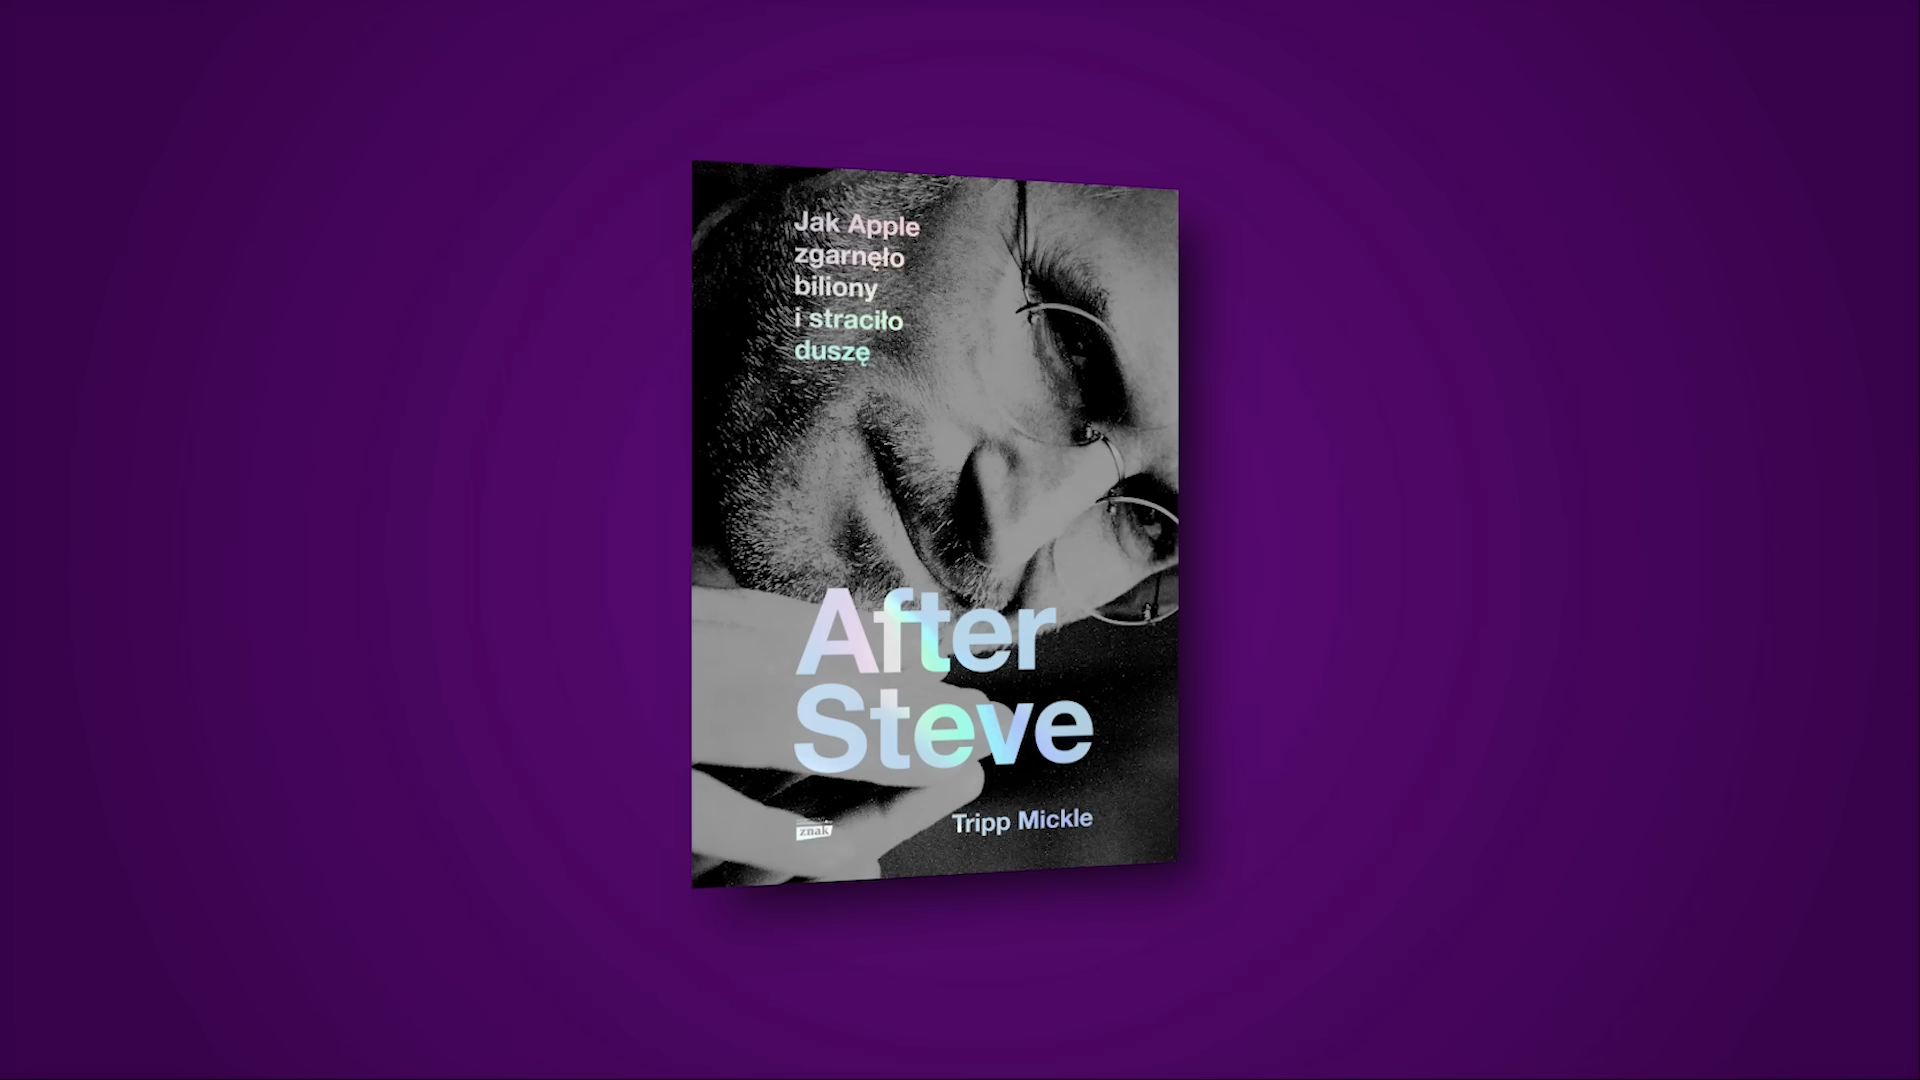 Jak Apple
zgarnęło
biliony
i straciło
duszę
After
Steve
Tripp Mickle
znak